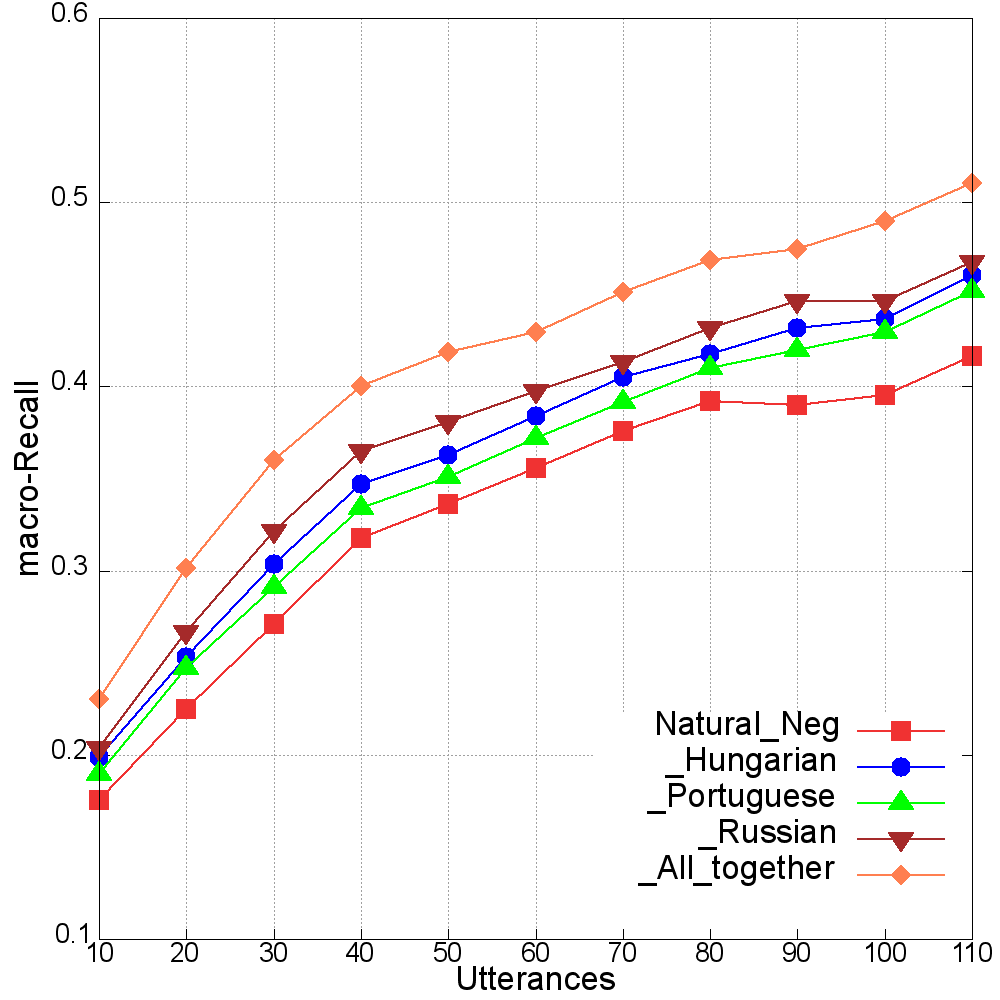 0.6
0.5
0.4
0.3
0.2
0.1
macro-Recall
Natural_Neg
_Hungarian
_Portuguese
_Russian
_All_together
10 20 30 40 50 60 70 80 90 100 110
Utterances